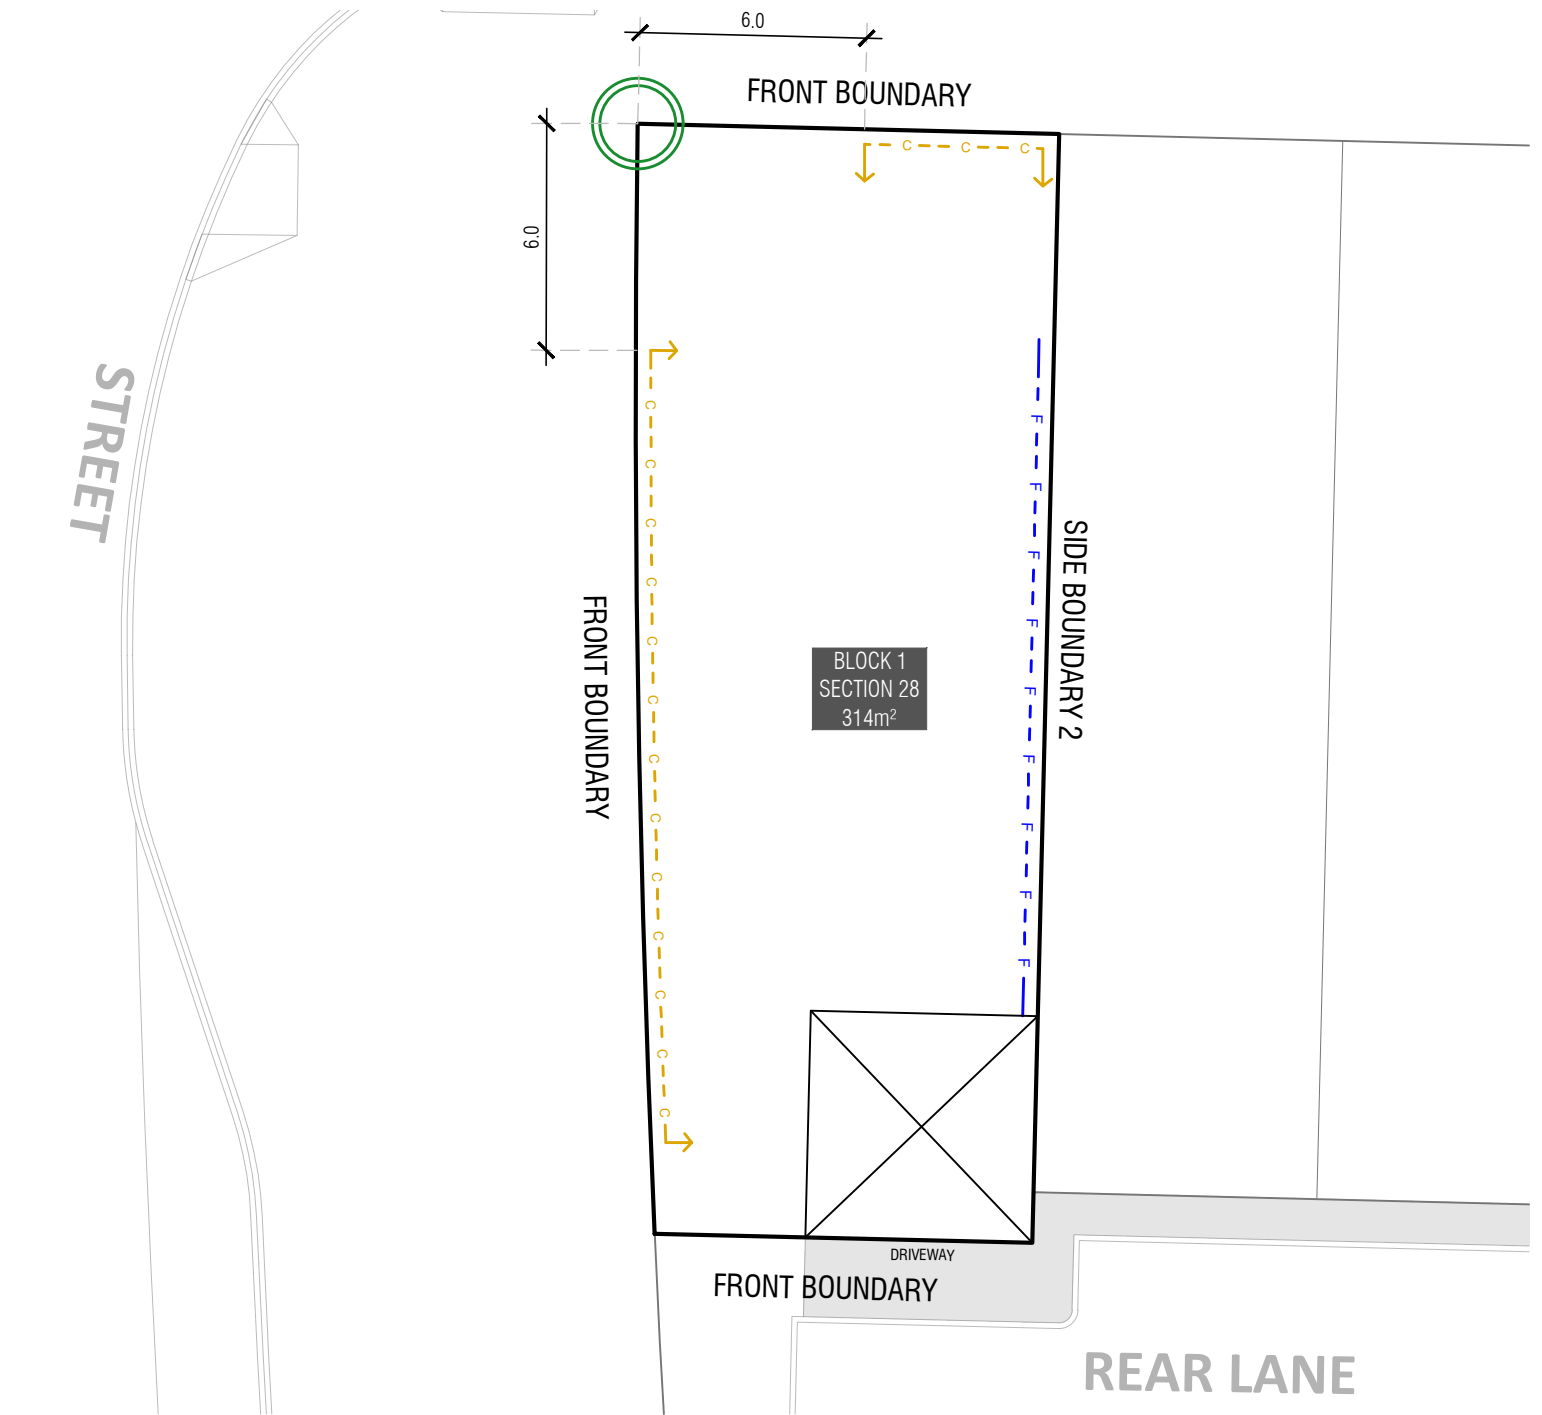 6.0
FRONT BOUNDARY
C C C
6.0
STREET
C C C C C C C C C C C C C
F F F F F F F F F
SIDE BOUNDARY 2
FRONT BOUNDARY
BLOCK 1
SECTION 28
314m²
DRIVEWAY
FRONT BOUNDARY
REAR LANE